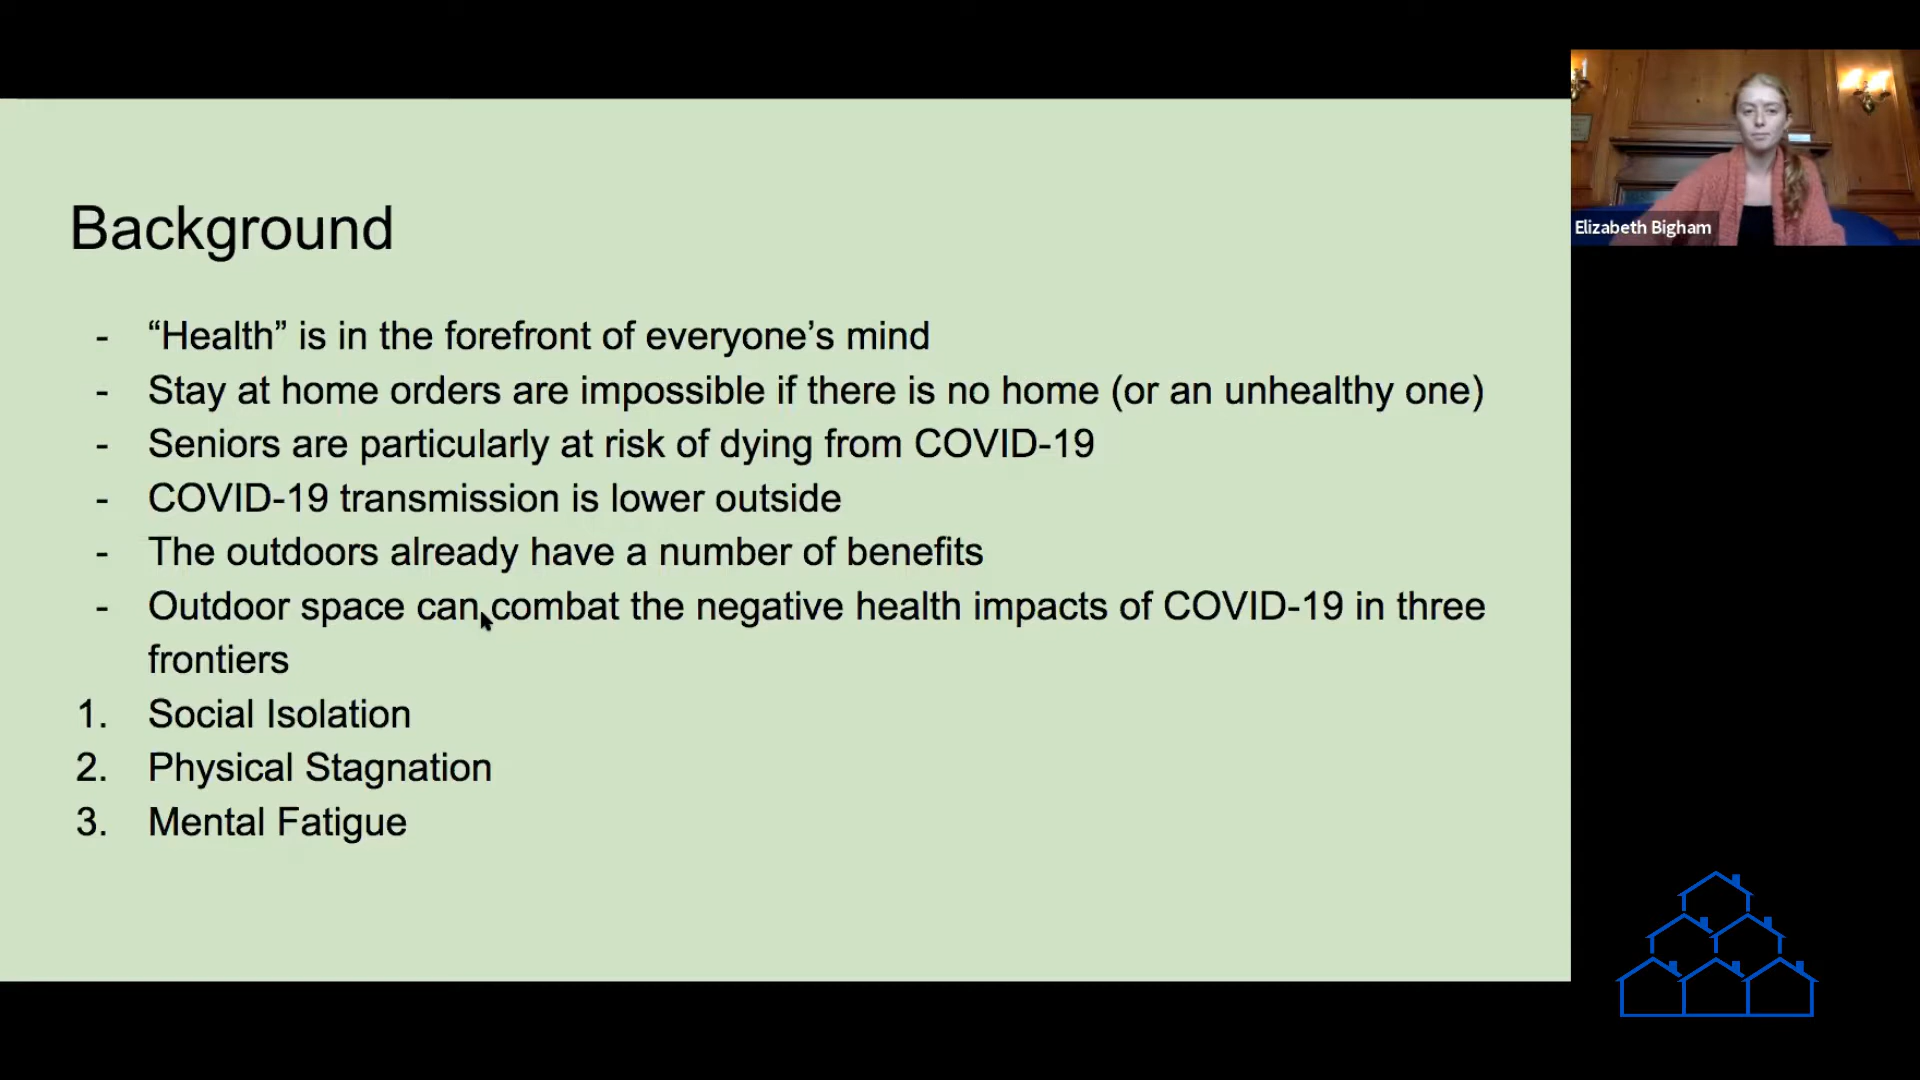 Background
- “Health” is in the forefront of everyone’s mind
- Stay at home orders are impossible if there is no home (or an unhealthy one)
- Seniors are particularly at risk of dying from COVID-19
- COVID-19 transmission is lower outside
- The outdoors already have a number of benefits
- Outdoor space can combat the negative health impacts of COVID-19 in three
frontiers
1. Social Isolation
2. Physical Stagnation
3. Mental Fatigue
Elizabeth Bigham